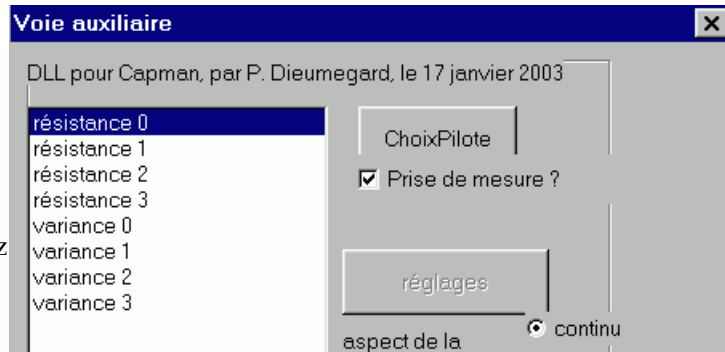 Voie auxiliaire
DLL pour Capman, par P. Dieumegard, le 17 janvier 2003
résistance 0
résistance 1
résistance 2
résistance 3
variance 0
variance 1
variance 2
variance 3
z
ChoixPilote
Prise de mesure ?
réglages
continu
aspect de la